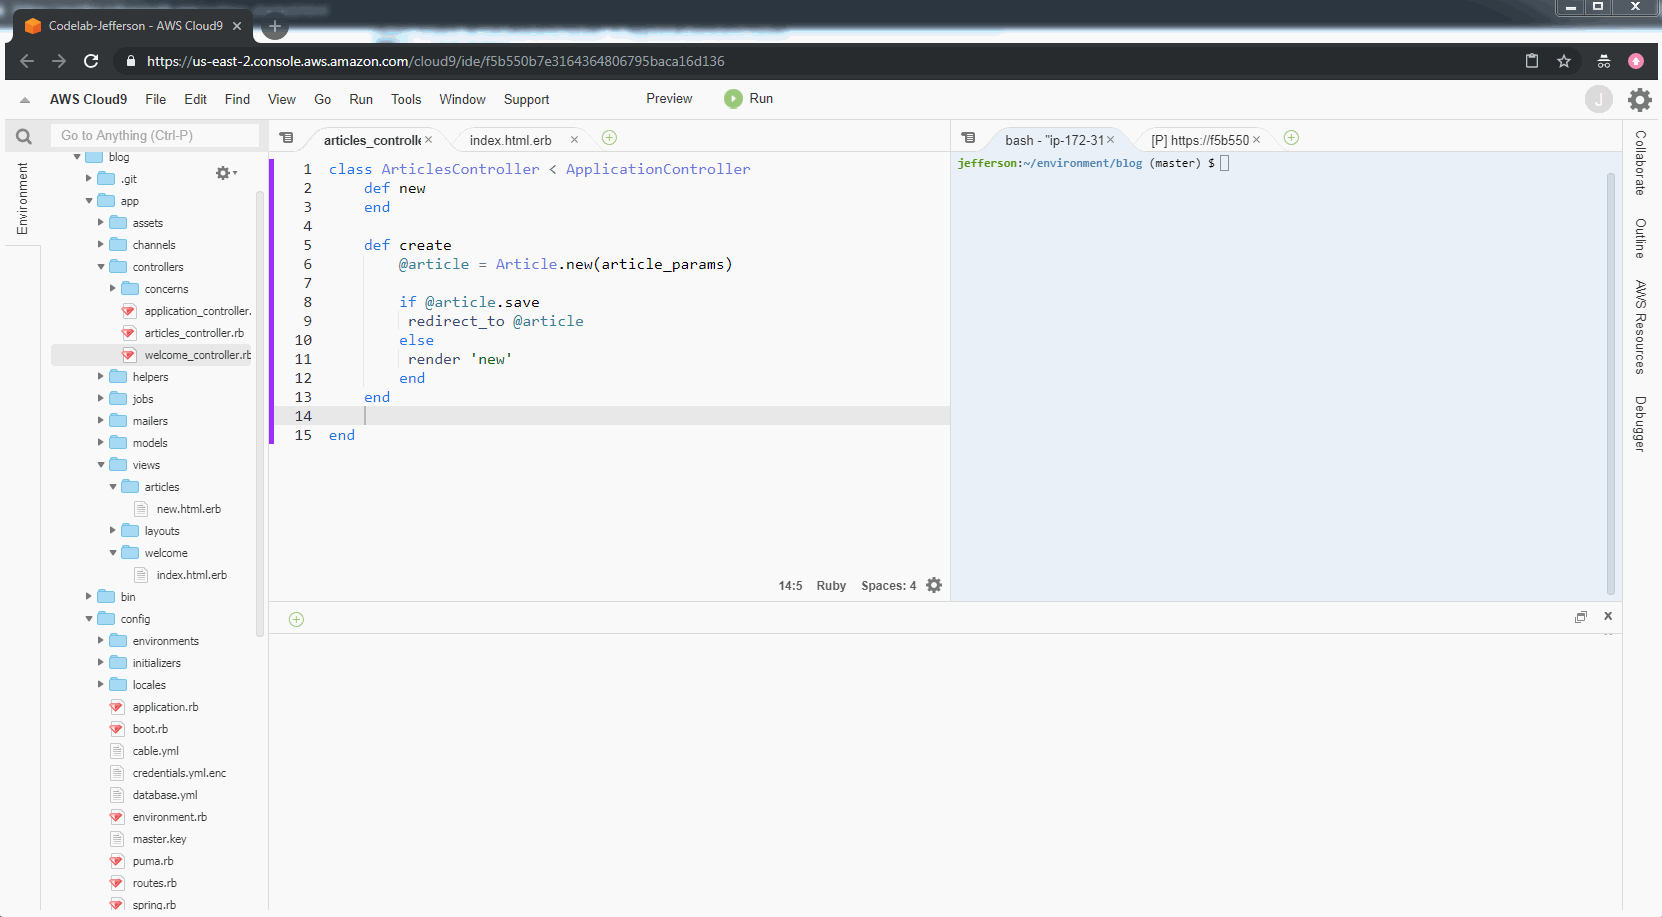 Codelab-Jefferson - AWS Cloud9
https://us-east-2.console.aws.amazon.com/cloud9/ide/f5b550b7e3164364806795baca16d136
AWS Cloud9 File Edit Find View Go Run Tools Window Support Preview Run J
Go to Anything (Ctrl-P)
articles_controlle index.html.erb bash - "ip-172-31 [P] https://f5b550
Environment
blog
.git
app
assets
channels
controllers
concerns
application_controller.
articles_controller.rb
welcome_controller.rb
helpers
jobs
mailers
models
views
articles
new.html.erb
layouts
welcome
index.html.erb
bin
config
environments
initializers
locales
application.rb
boot.rb
cable.yml
credentials.yml.enc
database.yml
environment.rb
master.key
puma.rb
routes.rb
spring.rb
1 class ArticlesController < ApplicationController
2 def new
3 end
4
5 def create
6 @article = Article.new(article_params)
7
8 if @article.save
9 redirect_to @article
10 else
11 render 'new'
12 end
13 end
14
15 end
14:5 Ruby Spaces: 4
jefferson:~/environment/blog (master) $
Collaborate
Outline
AWS Resources
Debugger